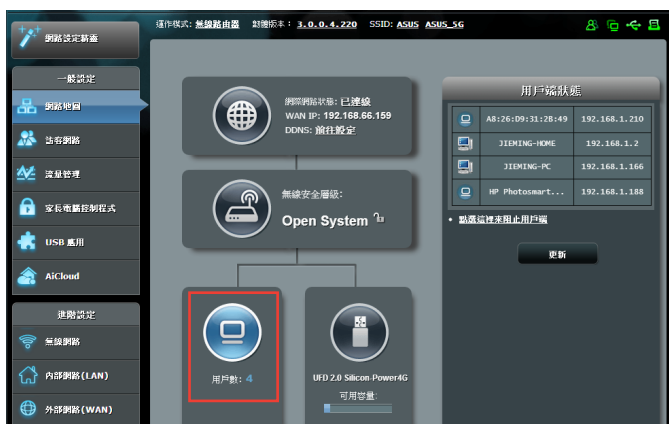 運作模式: 無線路由器 韌體版本: 3.0.0.4.220 SSID: ASUS ASUS_5G
網路設定精靈
一般設定
網路地圖
訪客網路
流量管理
家長電腦控制程式
USB 應用
AiCloud
進階設定
無線網路
內部網路(LAN)
外部網路(WAN)
網際網路狀態: 已連線
WAN IP: 192.168.66.159
DDNS: 前往設定
無線安全層級:
Open System
用戶數: 4
UFD 2.0 Silicon-Power4G
可用容量:
用戶端狀態
A8:26:D9:31:2B:49 192.168.1.210
JIEMING-HOME 192.168.1.2
JIEMING-PC 192.168.1.166
HP Photosmart... 192.168.1.188
點選這裡來阻止用戶端
更新